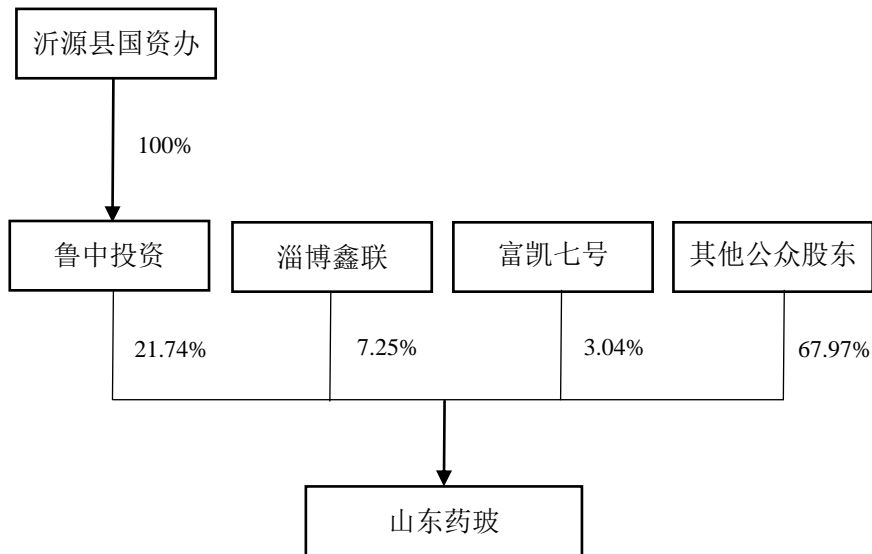 沂源县国资办
100%
鲁中投资
淄博鑫联
富凯七号
其他公众股东
21.74%
7.25%
3.04%
67.97%
山东药玻